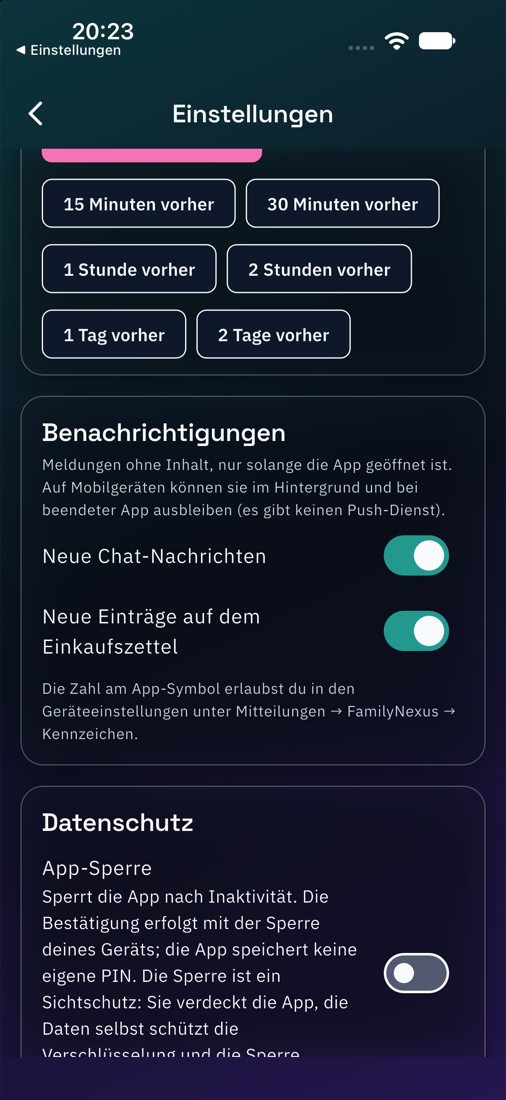 20:23
◀ Einstellungen
Einstellungen
15 Minuten vorher
30 Minuten vorher
1 Stunde vorher
2 Stunden vorher
1 Tag vorher
2 Tage vorher
Benachrichtigungen
Meldungen ohne Inhalt, nur solange die App geöffnet ist.
Auf Mobilgeräten können sie im Hintergrund und bei
beendeter App ausbleiben (es gibt keinen Push-Dienst).
Neue Chat-Nachrichten
Neue Einträge auf dem
Einkaufszettel
Die Zahl am App-Symbol erlaubst du in den
Geräteeinstellungen unter Mitteilungen → FamilyNexus →
Kennzeichen.
Datenschutz
App-Sperre
Sperrt die App nach Inaktivität. Die
Bestätigung erfolgt mit der Sperre
deines Geräts; die App speichert keine
eigene PIN. Die Sperre ist ein
Sichtschutz: Sie verdeckt die App, die
Daten selbst schützt die
Verschlüsselung und die Sperre